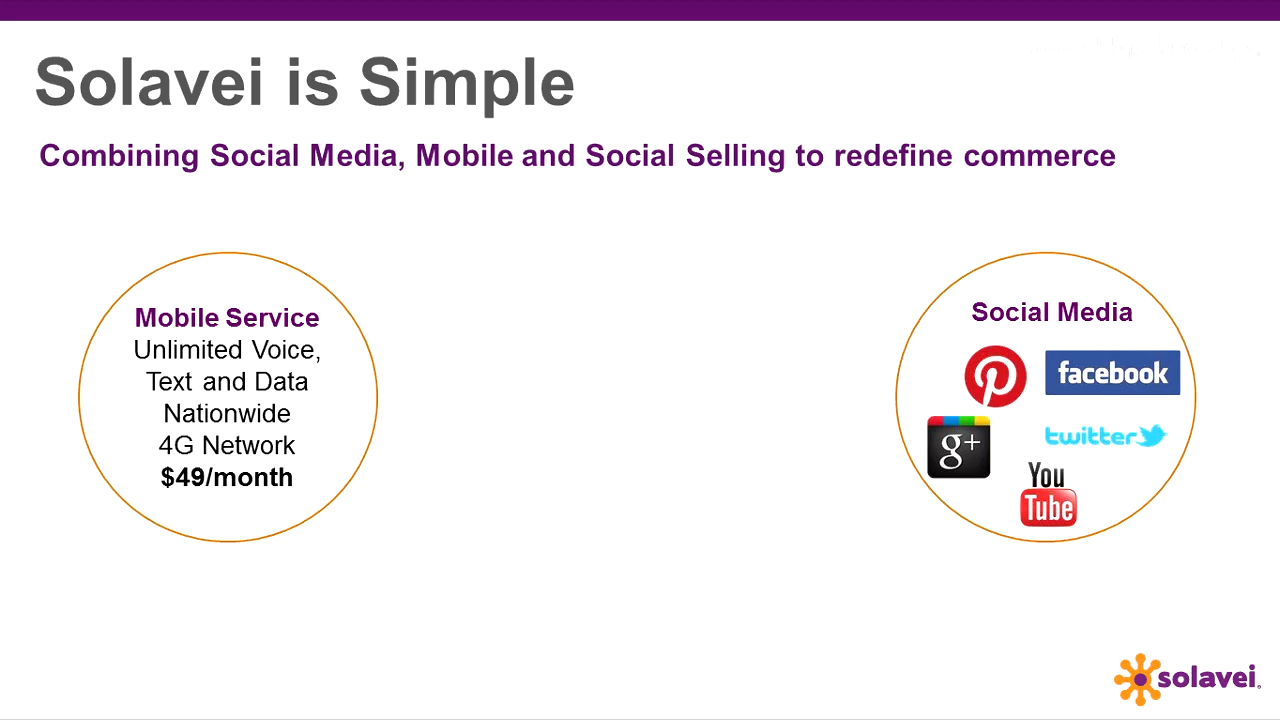 Solavei is Simple
Combining Social Media, Mobile and Social Selling to redefine commerce
Mobile Service
Unlimited Voice,
Text and Data
Nationwide
4G Network
$49/month
Social Media
facebook
g+
twitter
You
Tube
solavei